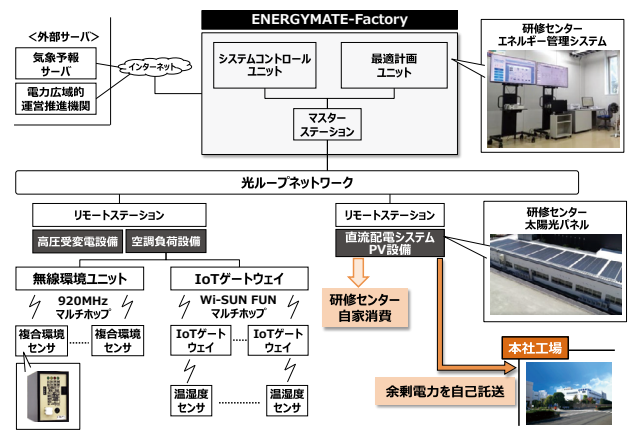 ENERGYMATE-Factory
<外部サーバ>
気象予報
サーバ
電力広域的
運営推進機関
インターネット
システムコントロール
ユニット
最適計画
ユニット
マスター
ステーション
研修センター
エネルギー管理システム
光ループネットワーク
リモートステーション
高圧受変電設備
空調負荷設備
リモートステーション
直流配電システム
PV設備
研修センター
太陽光パネル
無線環境ユニット
920MHz
マルチホップ
複合環境
センサ
複合環境
センサ
IoTゲートウェイ
Wi-SUN FUN
マルチホップ
IoTゲート
ウェイ
IoTゲート
ウェイ
温湿度
センサ
温湿度
センサ
研修センター
自家消費
本社工場
余剰電力を自己託送